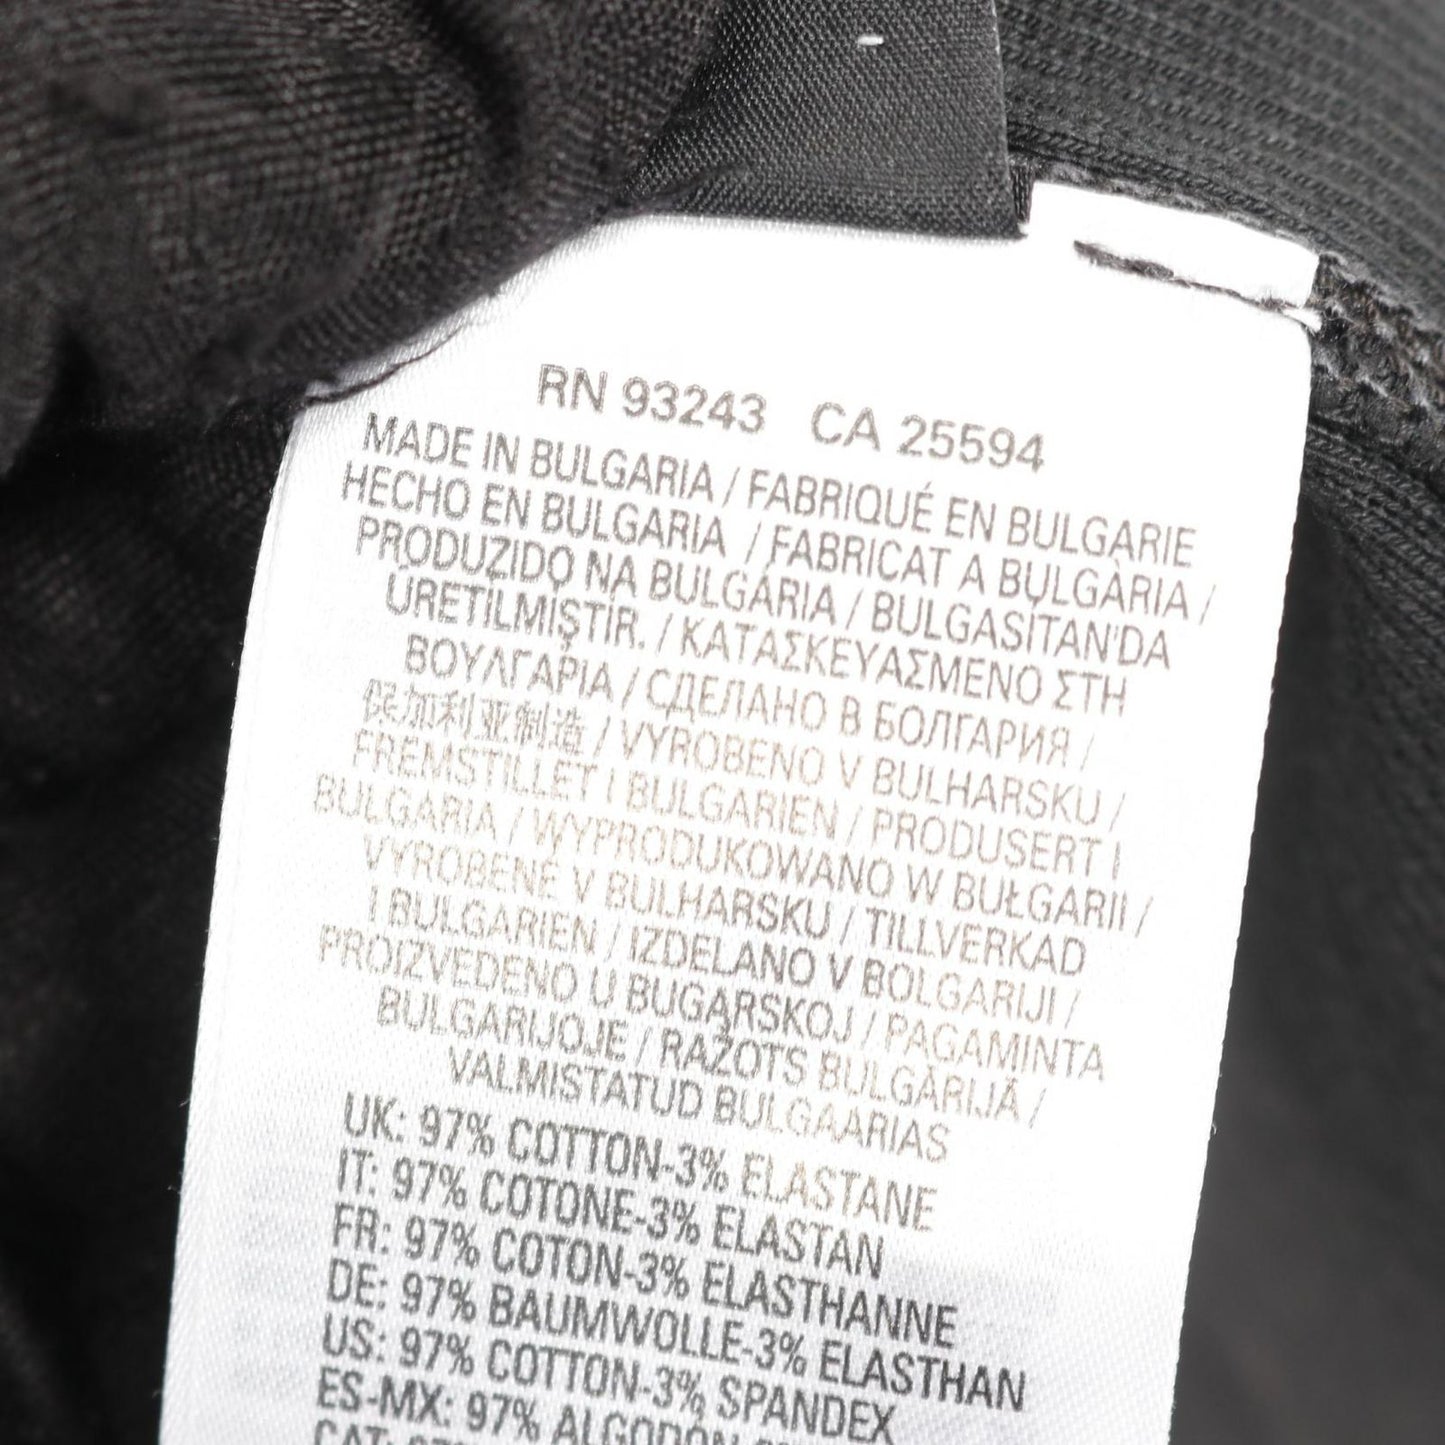 RN 93243 CA 25594
MADE IN BULGARIA / FABRIQUÉ EN BULGARIE
HECHO EN BULGARIA / FABRICAT A BULGÀRIA /
PRODUZIDO NA BULGÁRIA / BULGASITAN'DA
ÜRETILMIŞTIR. / ΚΑΤΑΣΚΕΥΑΣΜΕΝΟ ΣΤΗ
ΒΟΥΛΓΑΡΙΑ / СДЕЛАНО В БОЛГАРИЯ /
保加利亚制造 / VYROBENO V BULHARSKU /
FREMSTILLET I BULGARIEN / PRODUSERT I
BULGARIA / WYPRODUKOWANO W BUŁGARII /
VYROBENÉ V BULHARSKU / TILLVERKAD
I BULGARIEN / IZDELANO V BOLGARIJI /
PROIZVEDENO U BUGARSKOJ / PAGAMINTA
BULGARIJOJE / RAŽOTS BULGĀRIJĀ /
VALMISTATUD BULGAARIAS
UK: 97% COTTON-3% ELASTANE
IT: 97% COTONE-3% ELASTAN
FR: 97% COTON-3% ELASTHANNE
DE: 97% BAUMWOLLE-3% ELASTHAN
US: 97% COTTON-3% SPANDEX
ES-MX: 97% ALGODÓN
CAT: